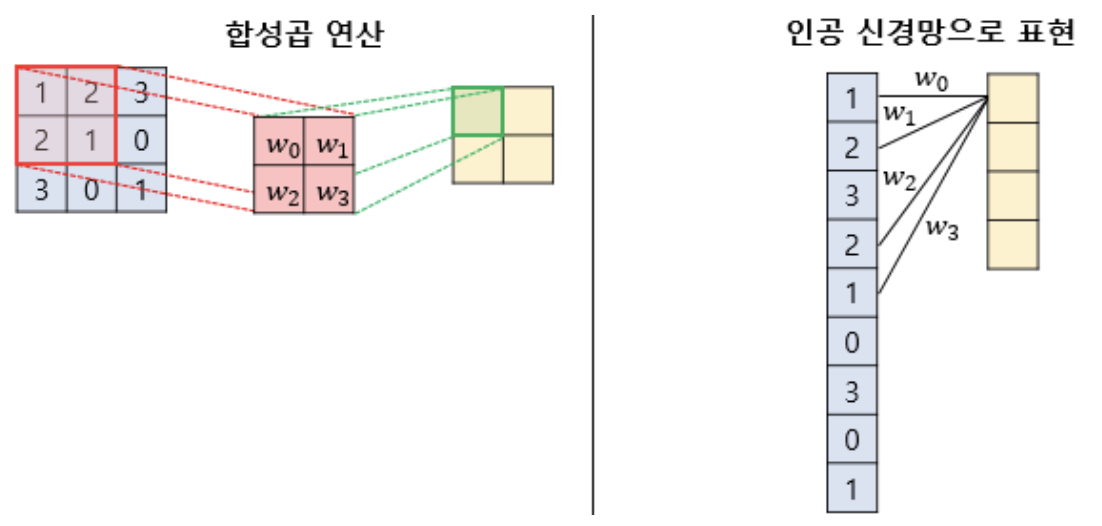 합성곱 연산
1 2 3
2 1 0
3 0 1
w₀ w₁
w₂ w₃
인공 신경망으로 표현
1
2
3
2
1
0
3
0
1
w₀
w₁
w₂
w₃